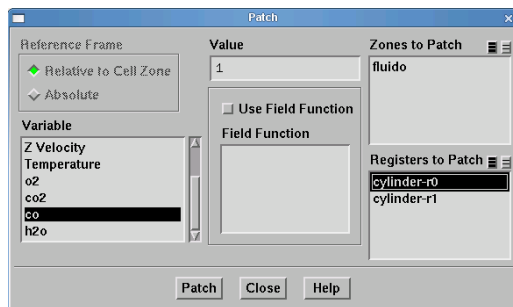 Patch
Reference Frame
Relative to Cell Zone
Absolute
Variable
Z Velocity
Temperature
o2
co2
co
h2o
Value
1
Use Field Function
Field Function
Zones to Patch
fluido
Registers to Patch
cylinder-r0
cylinder-r1
Patch
Close
Help